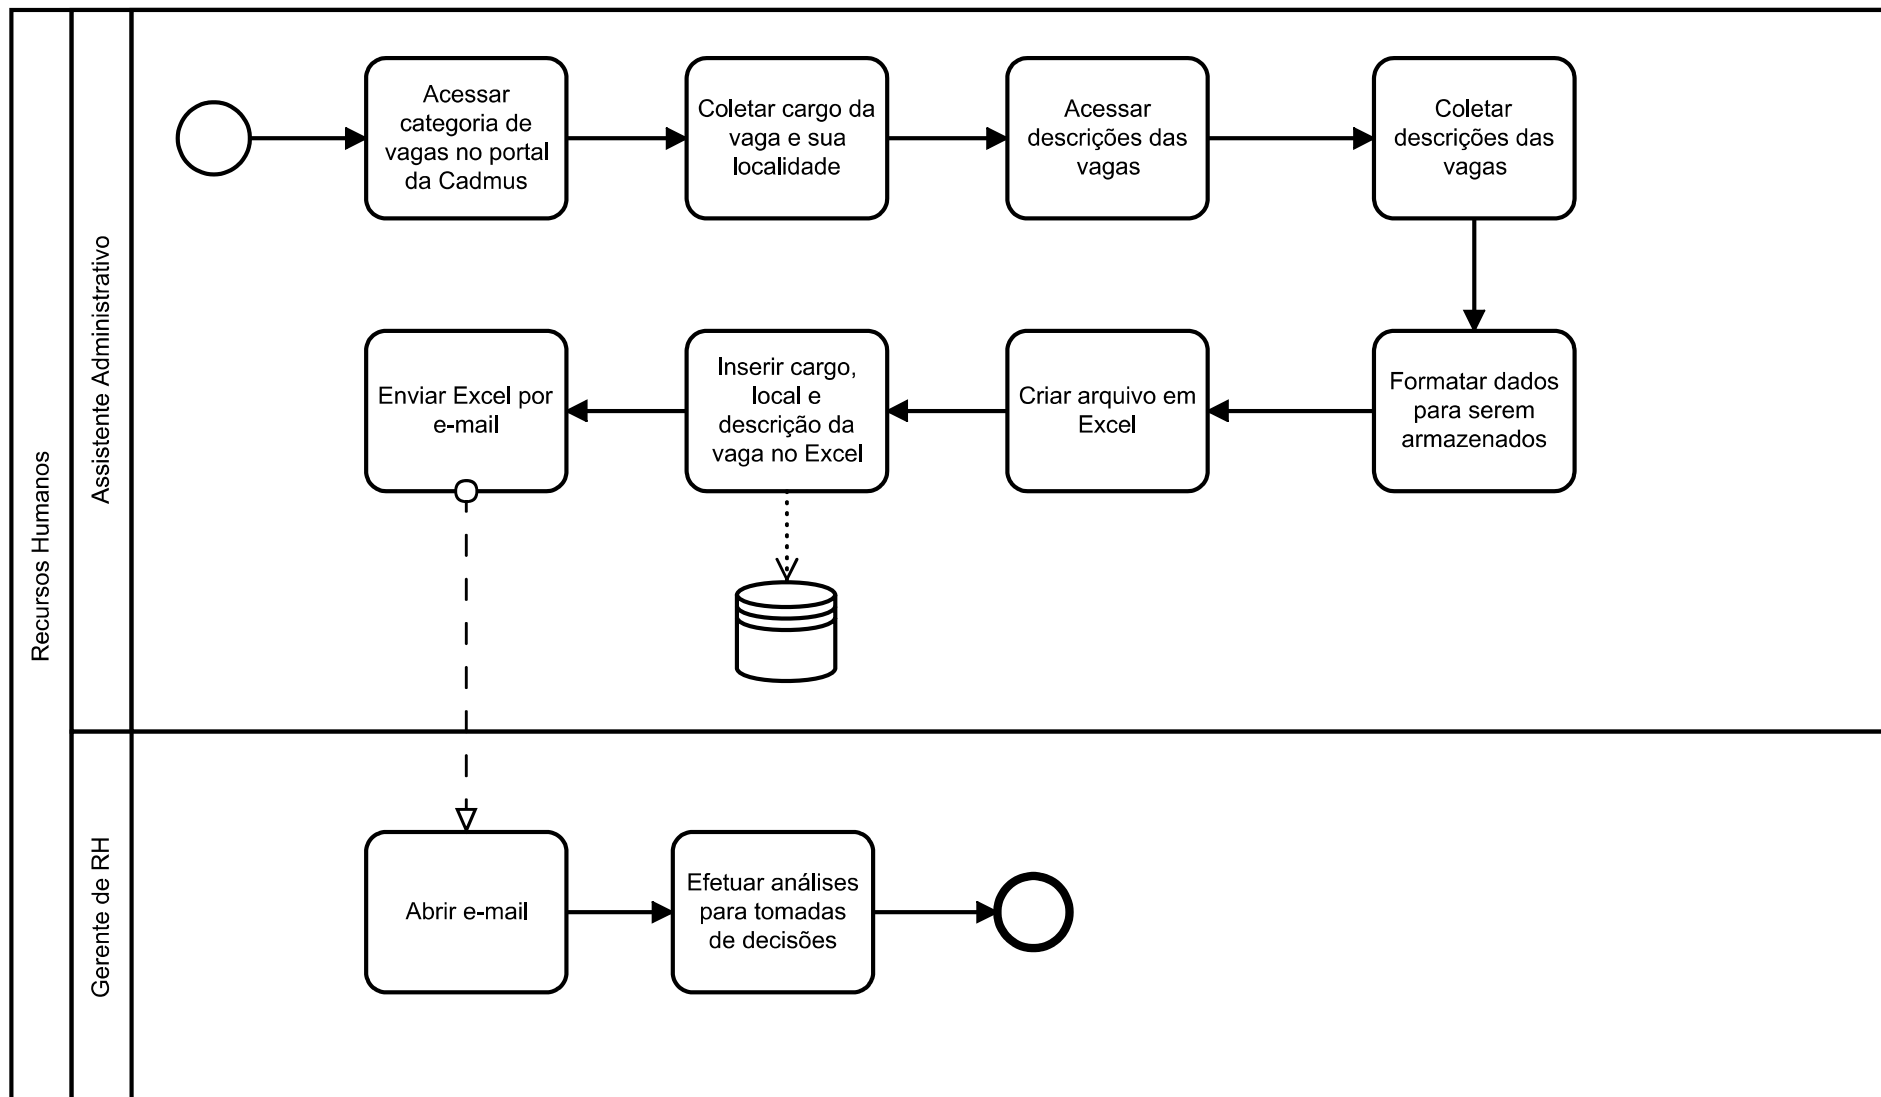 Recursos Humanos
Assistente Administrativo
Acessar
categoria de
vagas no portal
da Cadmus
Coletar cargo da
vaga e sua
localidade
Acessar
descrições das
vagas
Coletar
descrições das
vagas
Formatar dados
para serem
armazenados
Criar arquivo em
Excel
Inserir cargo,
local e
descrição da
vaga no Excel
Enviar Excel por
e-mail
Gerente de RH
Abrir e-mail
Efetuar análises
para tomadas
de decisões